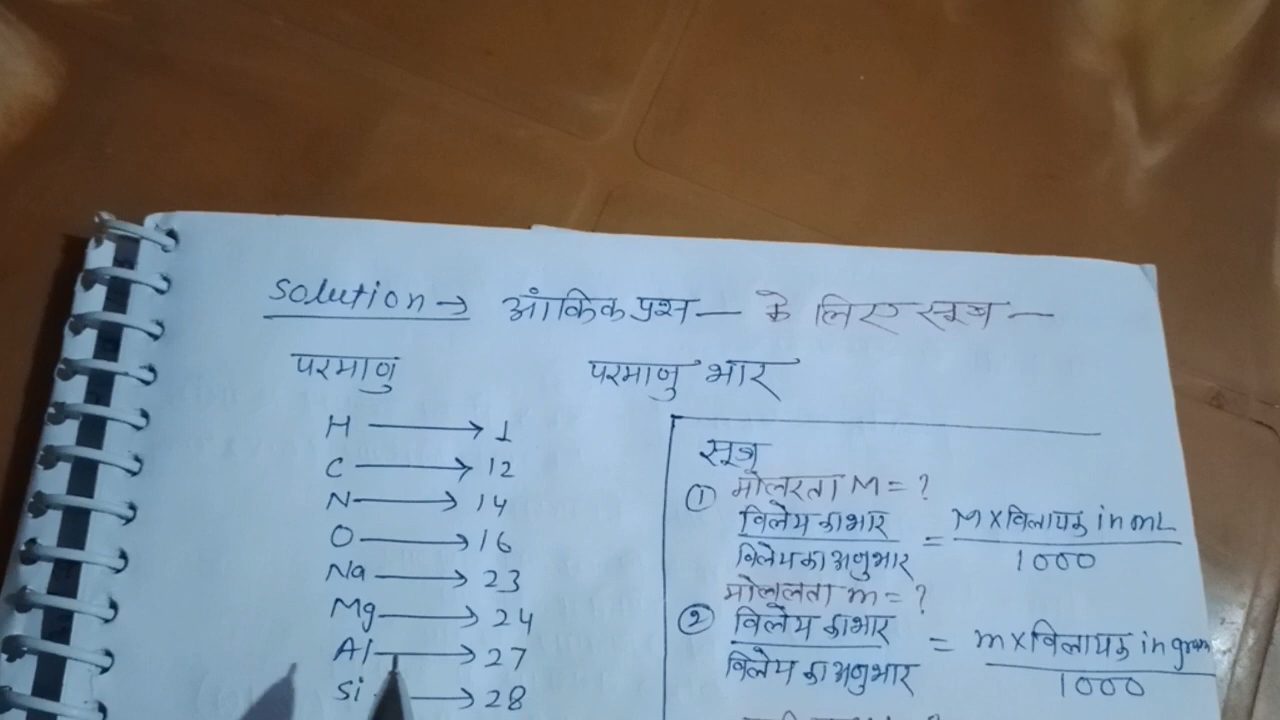 Solution → आंकिक प्रश्न — के लिए सूत्र —
परमाणु परमाणु भार
H → 1
C → 12
N → 14
O → 16
Na → 23
Mg → 24
Al → 27
Si → 28
सूत्र
① मोलरता M = ?
विलेय का भार / विलेय का अणुभार = M × विलायक in mL / 1000
मोललता m = ?
② विलेय का भार / विलेय का अणुभार = m × विलायक in gram / 1000